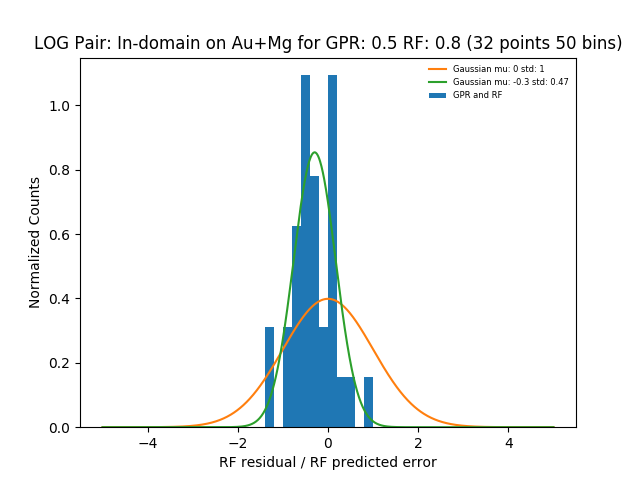 LOG Pair: In-domain on Au+Mg for GPR: 0.5 RF: 0.8 (32 points 50 bins)
Gaussian mu: 0 std: 1
Gaussian mu: -0.3 std: 0.47
GPR and RF
Normalized Counts
1.0
0.8
0.6
0.4
0.2
0.0
−4 −2 0 2 4
RF residual / RF predicted error